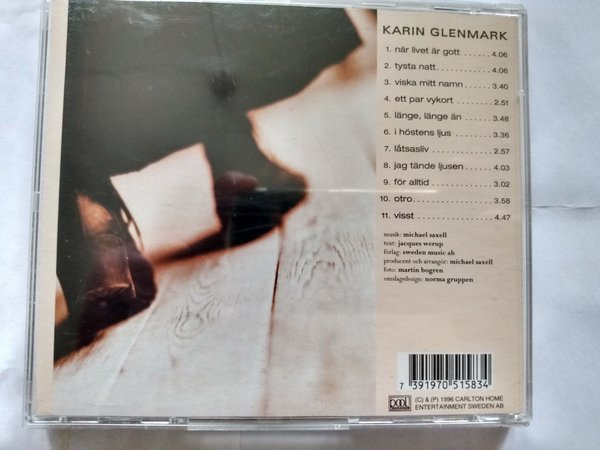 KARIN GLENMARK
1. när livet är gott ...... 4.06
2. tysta natt............ 4.06
3. viska mitt namn....... 3.40
4. ett par vykort ........ 2.51
5. länge, länge än ...... 3.48
6. i höstens ljus ........ 3.36
7. låtsasliv ............. 2.57
8. jag tände ljusen ...... 4.03
9. för alltid ............. 3.02
10. otro.................. 3.58
11. visst ................ 4.47
musik: michael saxell
text: jacques werup
förlag: sweden music ab
producent och arrangör: michael saxell
foto: martin bogren
omslagsdesign: norma gruppen
7 391970 515834
pool
(C) & (P) 1996 CARLTON HOME
ENTERTAINMENT SWEDEN AB